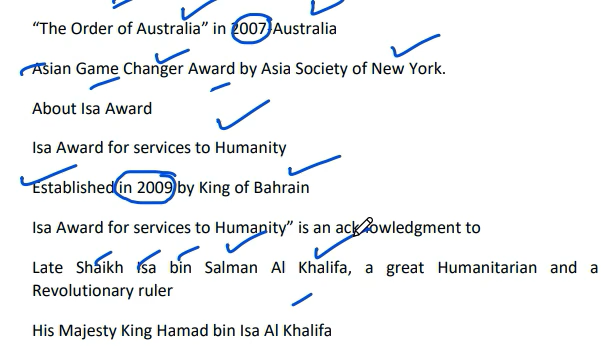 “The Order of Australia” in 2007 Australia
Asian Game Changer Award by Asia Society of New York.
About Isa Award
Isa Award for services to Humanity
Established in 2009 by King of Bahrain
Isa Award for services to Humanity” is an acknowledgment to
Late Shaikh Isa bin Salman Al Khalifa, a great Humanitarian and a
Revolutionary ruler
His Majesty King Hamad bin Isa Al Khalifa